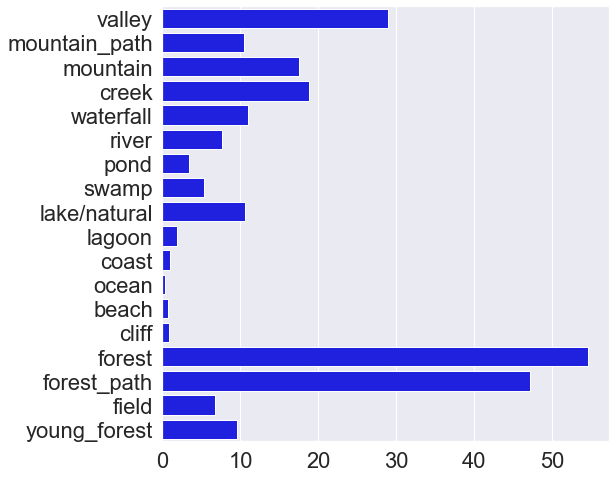 valley
mountain_path
mountain
creek
waterfall
river
pond
swamp
lake/natural
lagoon
coast
ocean
beach
cliff
forest
forest_path
field
young_forest
0 10 20 30 40 50